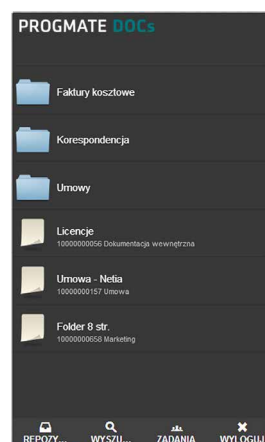 PROGMATE DOCs
Faktury kosztowe
Korespondencja
Umowy
Licencje
10000000056 Dokumentacja wewnętrzna
Umowa - Netia
10000000157 Umowa
Folder 8 str.
10000000658 Marketing
REPOZY... WYSZU... ZADANIA WYLOGUJ